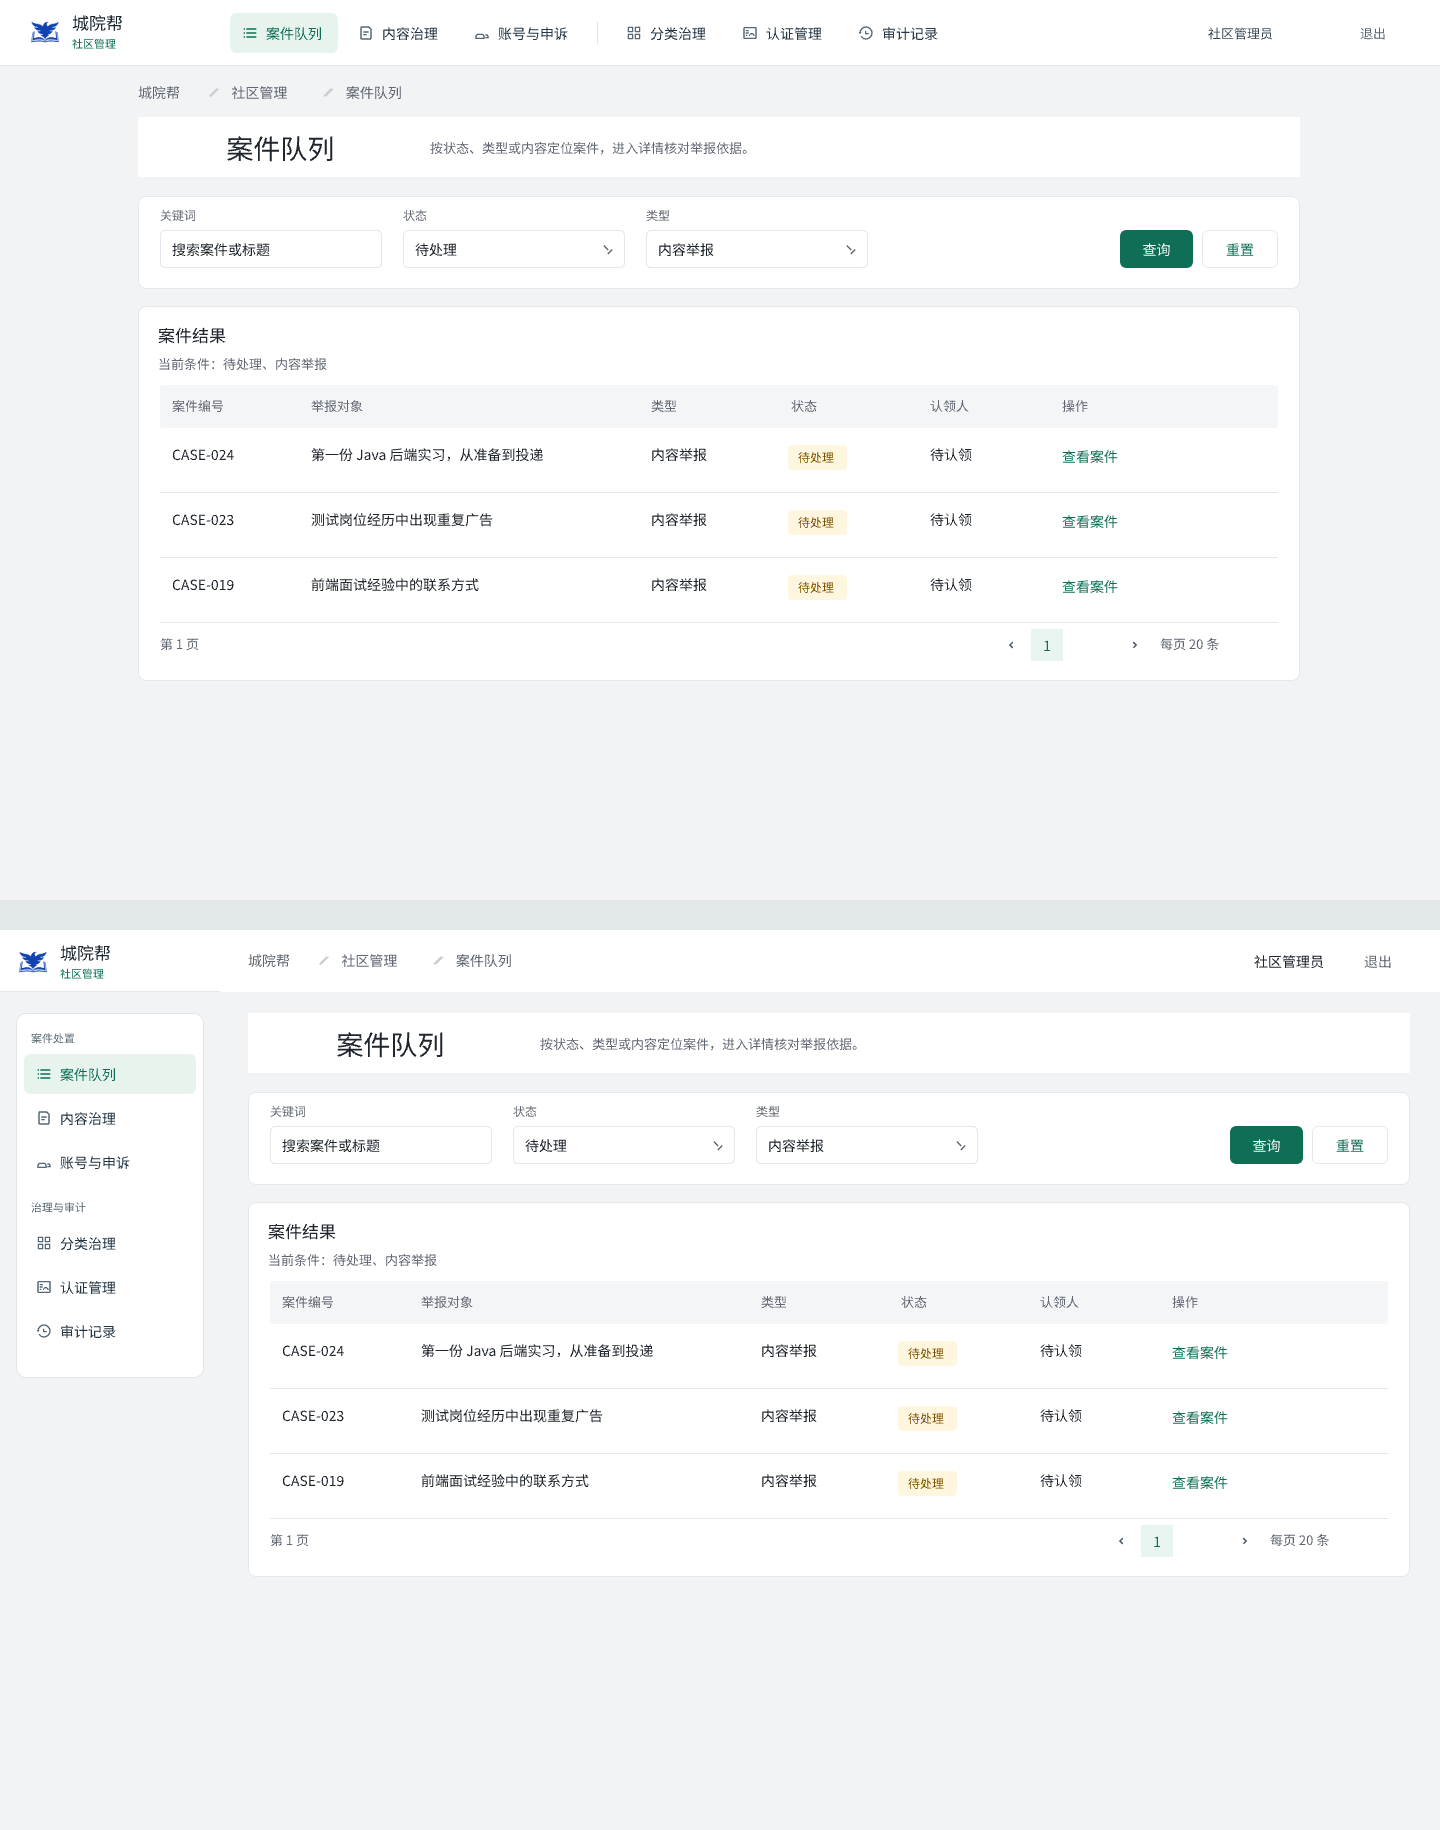 城院帮
社区管理
案件队列 内容治理 账号与申诉 分类治理 认证管理 审计记录 社区管理员 退出
城院帮 / 社区管理 / 案件队列
案件队列 按状态、类型或内容定位案件，进入详情核对举报依据。
关键词 状态 类型
搜索案件或标题 待处理 内容举报 查询 重置
案件结果
当前条件：待处理、内容举报
案件编号 举报对象 类型 状态 认领人 操作
CASE-024 第一份 Java 后端实习，从准备到投递 内容举报 待处理 待认领 查看案件
CASE-023 测试岗位经历中出现重复广告 内容举报 待处理 待认领 查看案件
CASE-019 前端面试经验中的联系方式 内容举报 待处理 待认领 查看案件
第 1 页 1 每页 20 条
城院帮
社区管理
城院帮 / 社区管理 / 案件队列 社区管理员 退出
案件处置
案件队列
内容治理
账号与申诉
治理与审计
分类治理
认证管理
审计记录
案件队列 按状态、类型或内容定位案件，进入详情核对举报依据。
关键词 状态 类型
搜索案件或标题 待处理 内容举报 查询 重置
案件结果
当前条件：待处理、内容举报
案件编号 举报对象 类型 状态 认领人 操作
CASE-024 第一份 Java 后端实习，从准备到投递 内容举报 待处理 待认领 查看案件
CASE-023 测试岗位经历中出现重复广告 内容举报 待处理 待认领 查看案件
CASE-019 前端面试经验中的联系方式 内容举报 待处理 待认领 查看案件
第 1 页 1 每页 20 条